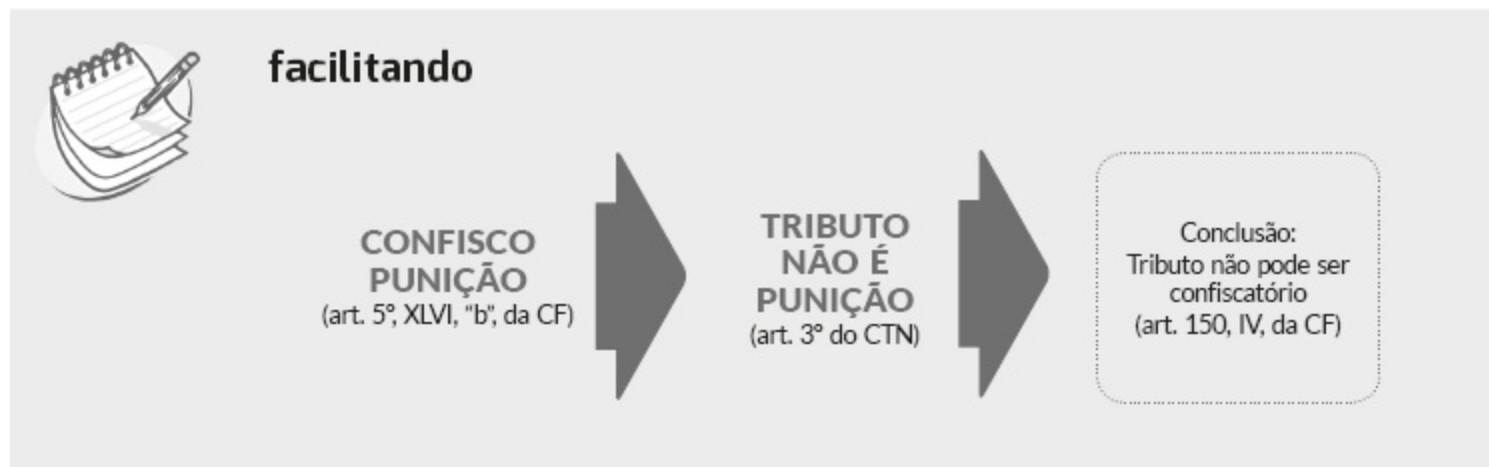 facilitando
CONFISCO
PUNIÇÃO
(art. 5º, XLVI, “b”, da CF)
TRIBUTO
NÃO É
PUNIÇÃO
(art. 3º do CTN)
Conclusão:
Tributo não pode ser
confiscatório
(art. 150, IV, da CF)